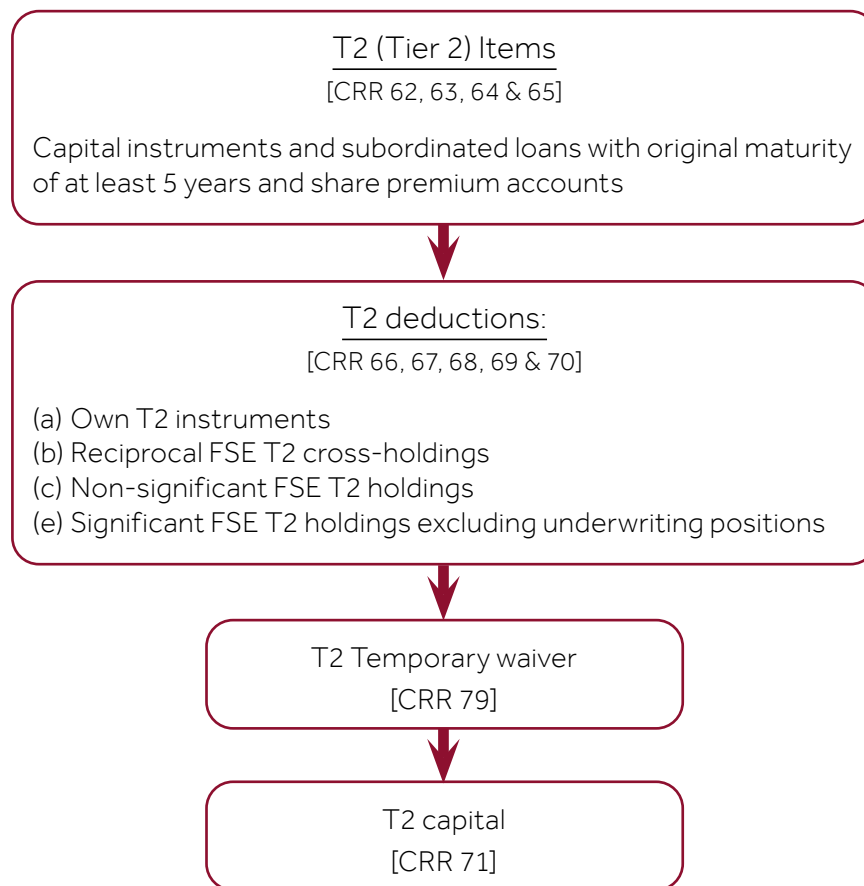 T2 (Tier 2) Items
[CRR 62, 63, 64 & 65]
Capital instruments and subordinated loans with original maturity
of at least 5 years and share premium accounts
T2 deductions:
[CRR 66, 67, 68, 69 & 70]
(a) Own T2 instruments
(b) Reciprocal FSE T2 cross-holdings
(c) Non-significant FSE T2 holdings
(e) Significant FSE T2 holdings excluding underwriting positions
T2 Temporary waiver
[CRR 79]
T2 capital
[CRR 71]